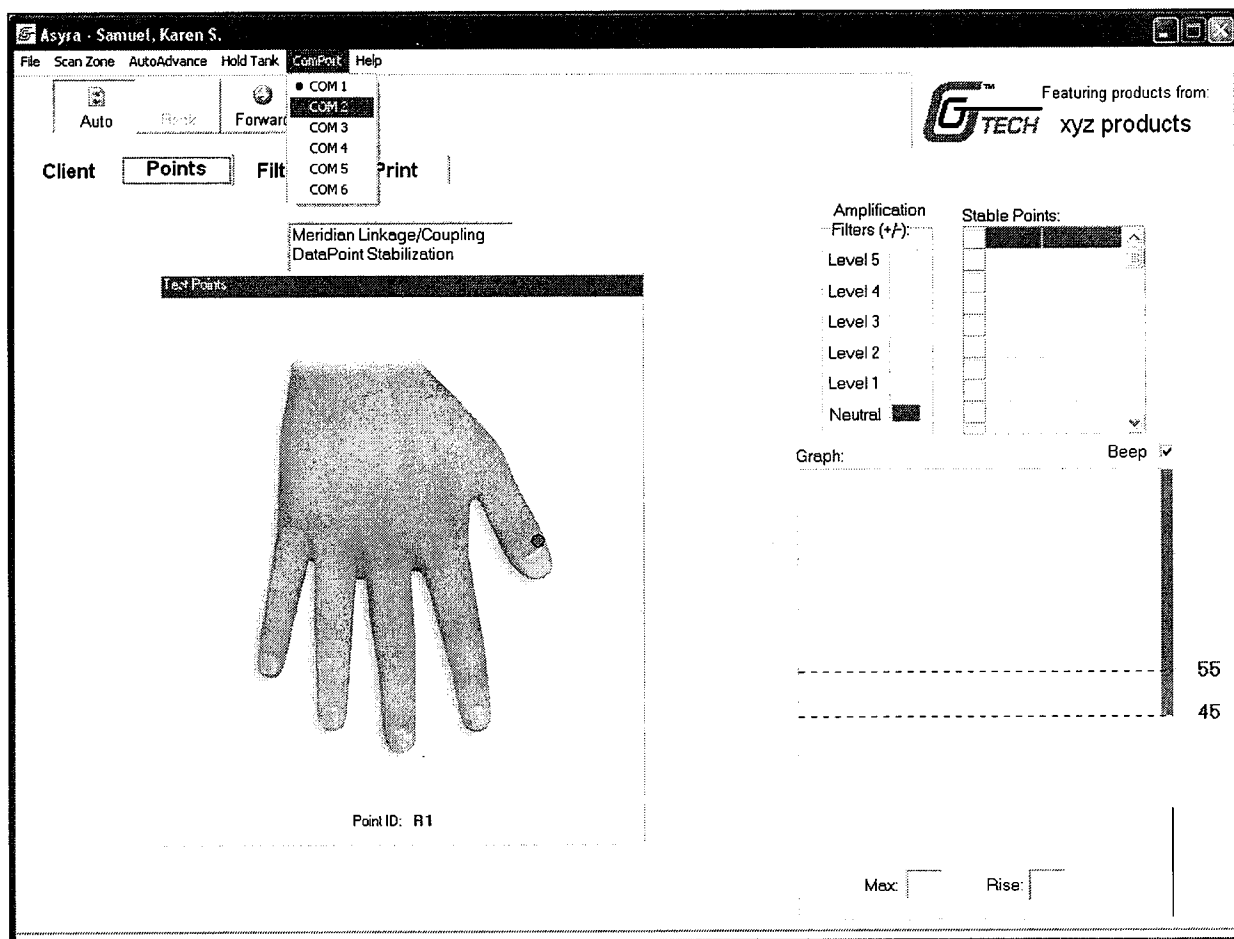 Asyra - Samuel, Karen S.
File Scan Zone AutoAdvance Hold Tank ComPort Help
COM 1
COM 2
COM 3
COM 4
COM 5
COM 6
Auto Back Forward
GTECH™
Featuring products from:
xyz products
Client Points Filt Print
Meridian Linkage/Coupling
DataPoint Stabilization
Test Points
Point ID: R1
Amplification
Filters (+/-):
Level 5
Level 4
Level 3
Level 2
Level 1
Neutral
Stable Points:
Graph:
Beep
55
45
Max:
Rise: